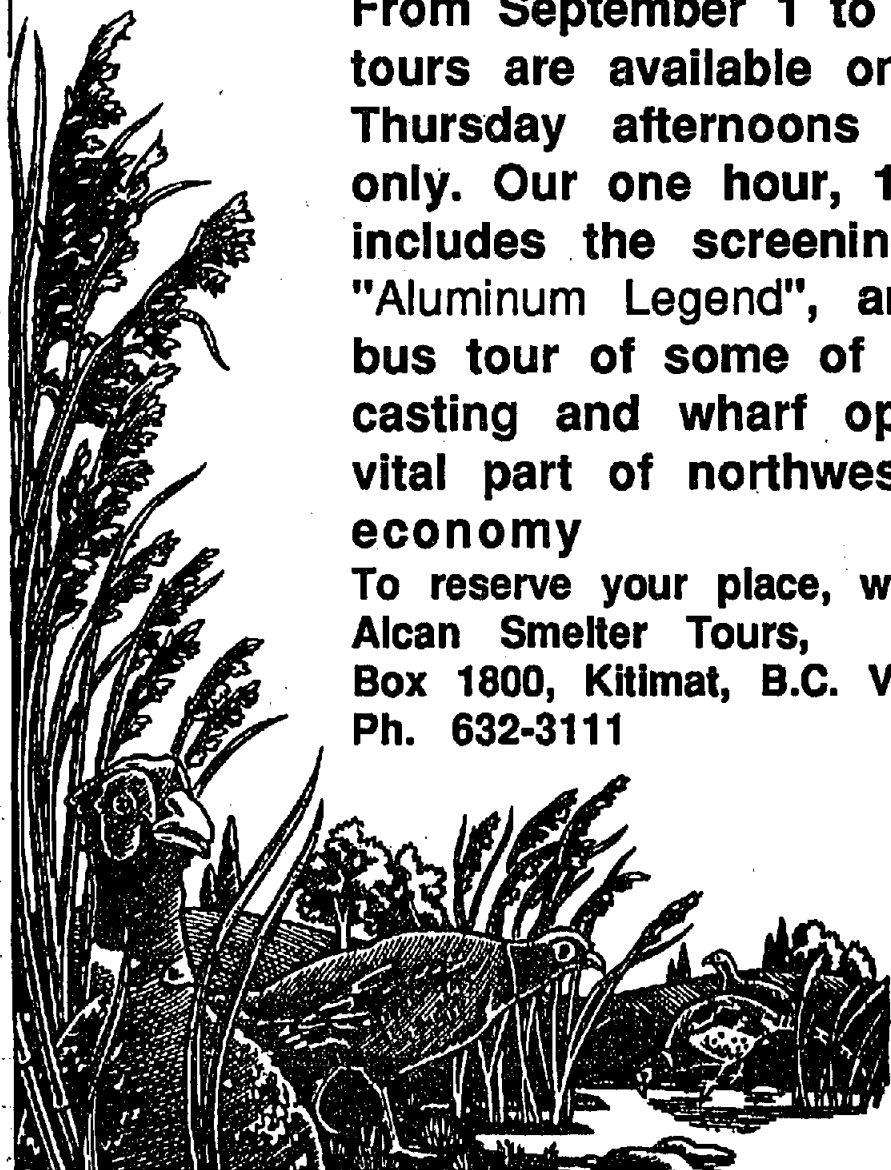 From September 1 to
tours are available on
Thursday afternoons
only. Our one hour, 1
includes the screenin
"Aluminum Legend", an
bus tour of some of
casting and wharf op
vital part of northwes
economy
To reserve your place, w
Alcan Smelter Tours,
Box 1800, Kitimat, B.C. V
Ph. 632-3111